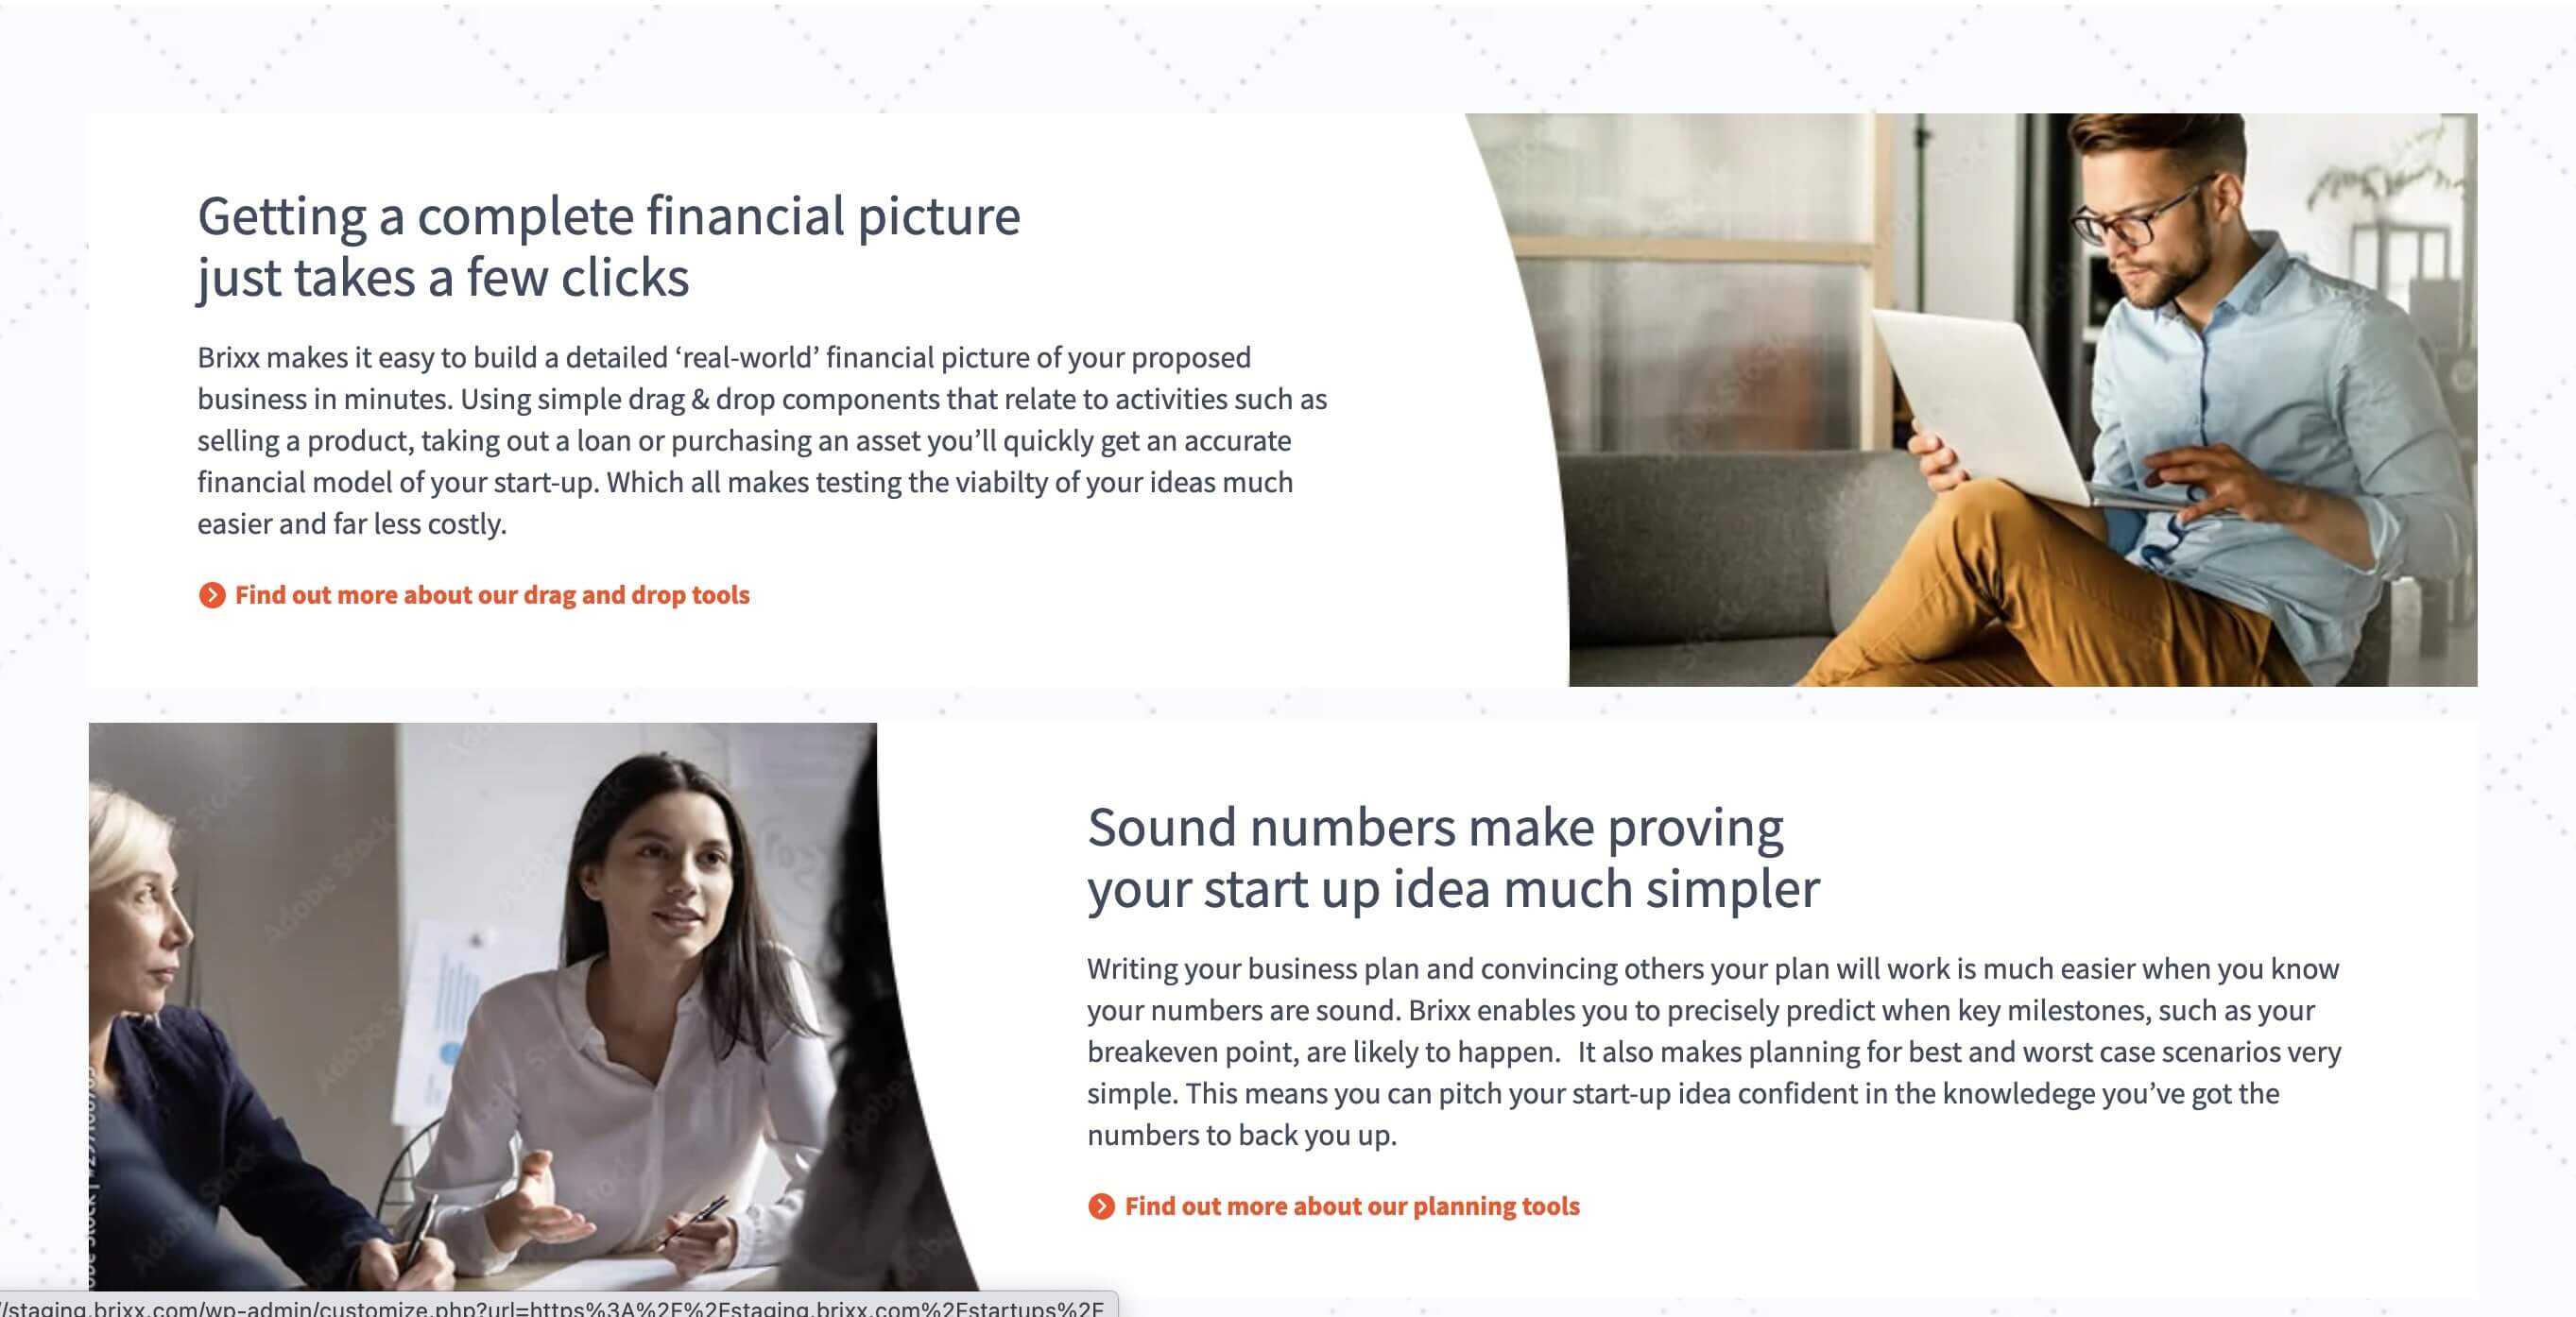 Getting a complete financial picture
just takes a few clicks
Brixx makes it easy to build a detailed ‘real-world’ financial picture of your proposed
business in minutes. Using simple drag & drop components that relate to activities such as
selling a product, taking out a loan or purchasing an asset you’ll quickly get an accurate
financial model of your start-up. Which all makes testing the viabilty of your ideas much
easier and far less costly.
Find out more about our drag and drop tools
Sound numbers make proving
your start up idea much simpler
Writing your business plan and convincing others your plan will work is much easier when you know
your numbers are sound. Brixx enables you to precisely predict when key milestones, such as your
breakeven point, are likely to happen.  It also makes planning for best and worst case scenarios very
simple. This means you can pitch your start-up idea confident in the knowledege you’ve got the
numbers to back you up.
Find out more about our planning tools
Adobe Stock
/staging.brixx.com/wp-admin/customize.php?url=https%3A%2F%2Fstaging.brixx.com%2Fstartups%2F